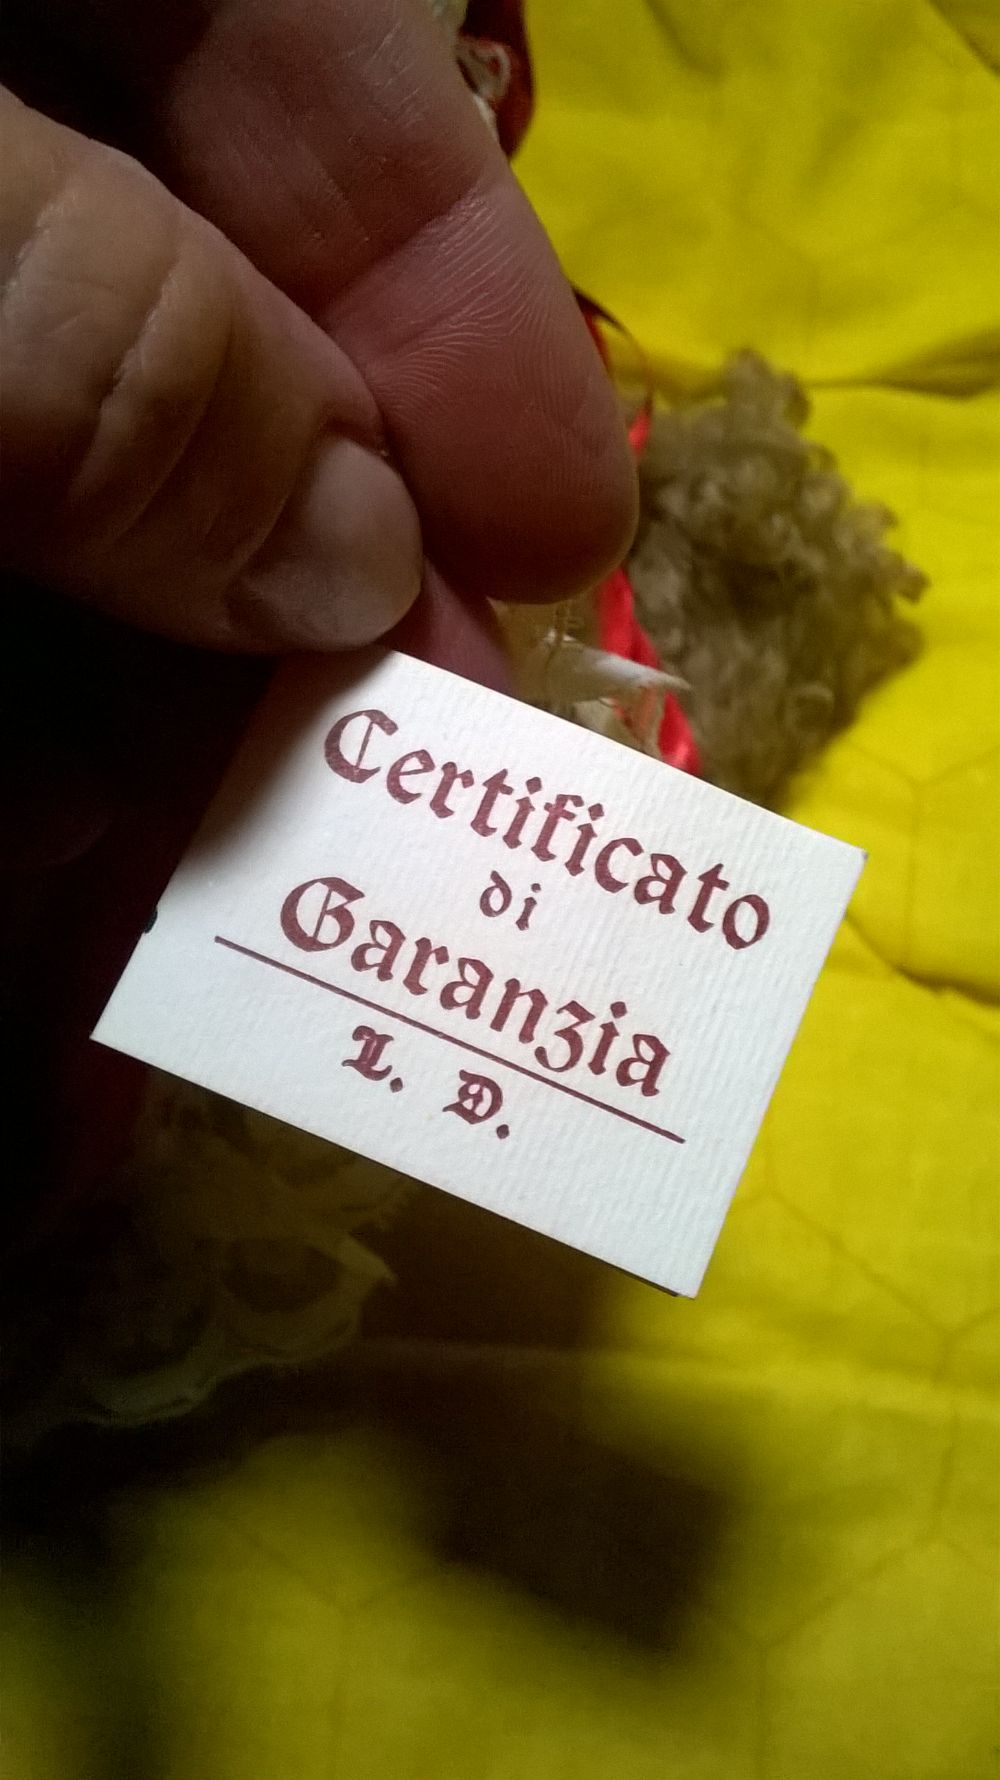 Certificato
di
Garanzia
L. D.